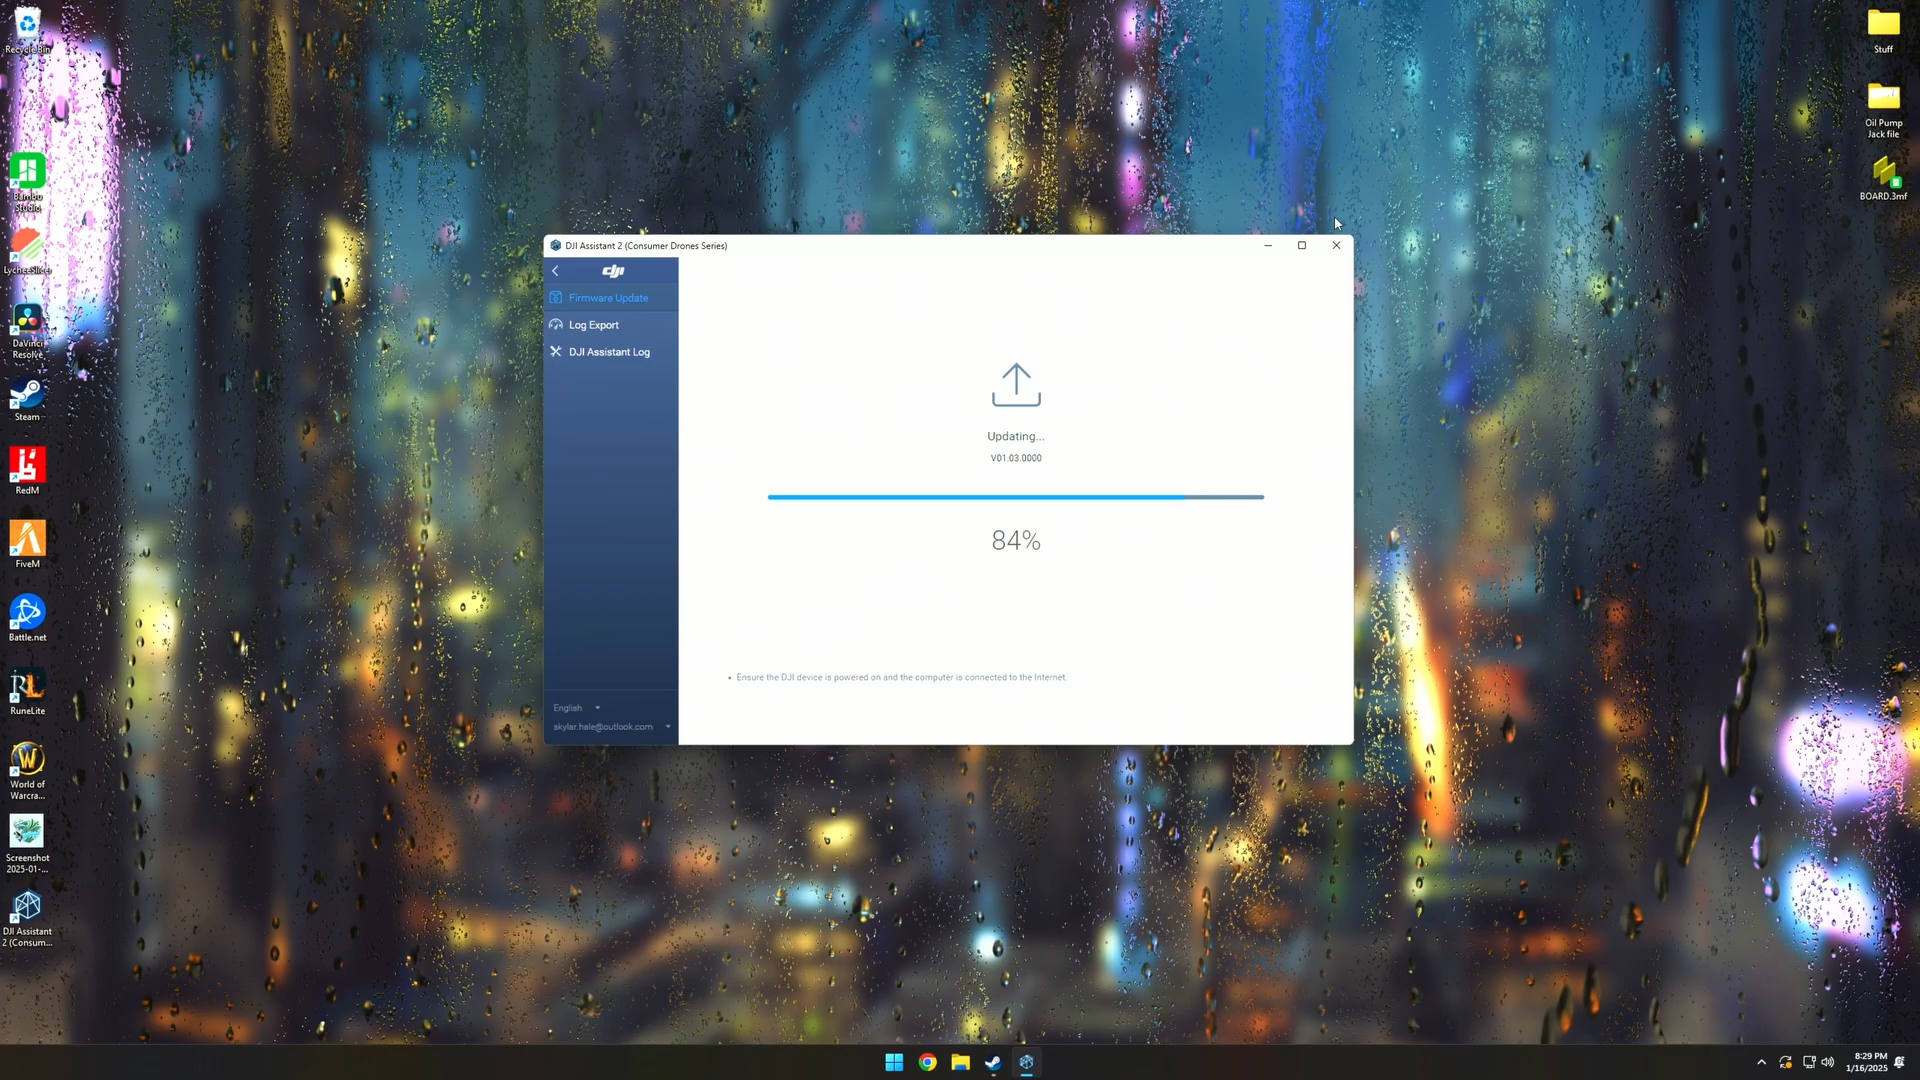 Recycle Bin
Bambu
Studio
LycheeSlicer
DaVinci
Resolve
Steam
RedM
FiveM
Battle.net
RuneLite
World of
Warcra...
Screenshot
2025-01-...
DJI Assistant
2 (Consum...
DJI Assistant 2 (Consumer Drones Series)
dji
Firmware Update
Log Export
DJI Assistant Log
English
skylar.hale@outlook.com
Updating...
V01.03.0000
84%
• Ensure the DJI device is powered on and the computer is connected to the Internet.
Stuff
Oil Pump
Jack file
BOARD.3mf
8:29 PM
1/16/2025